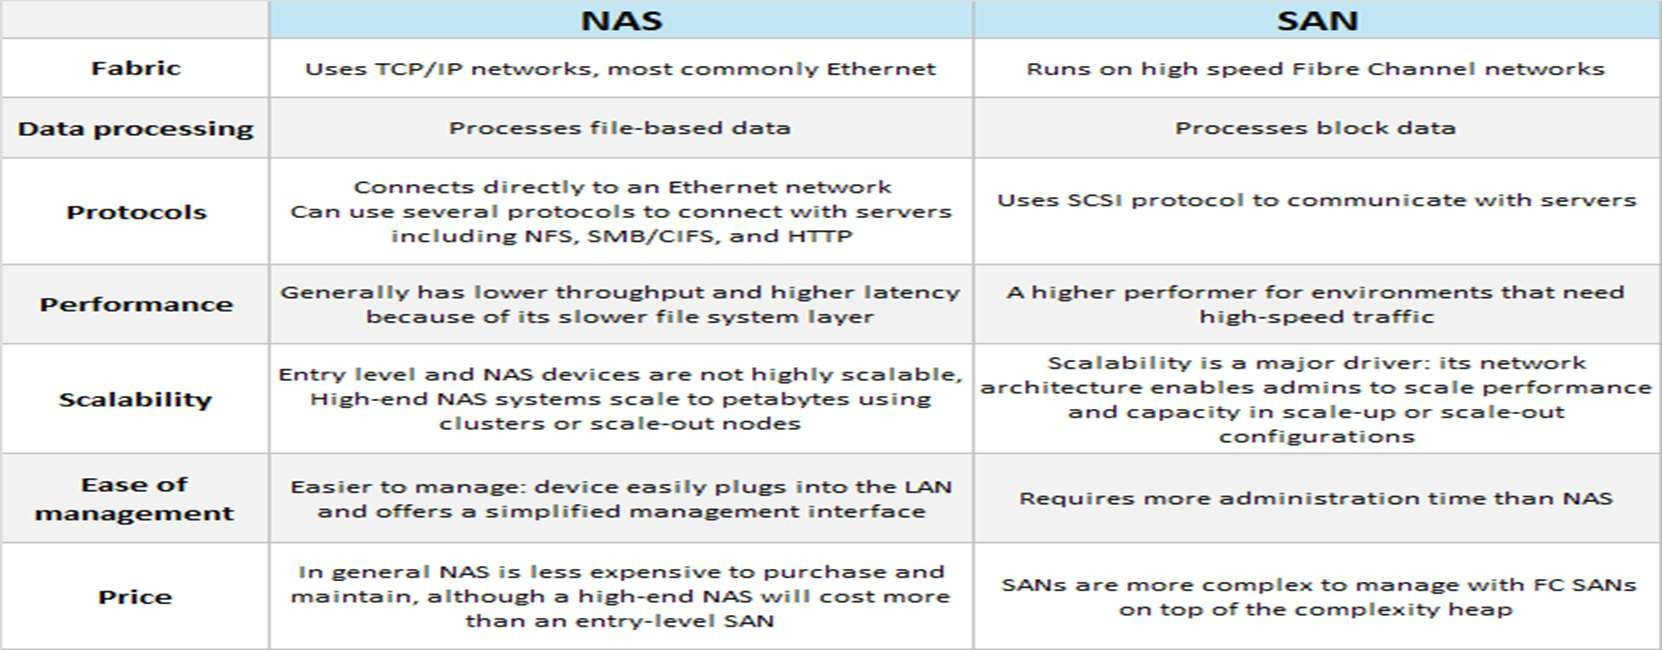 NAS
SAN
Fabric
Uses TCP/IP networks, most commonly Ethernet
Runs on high speed Fibre Channel networks
Data processing
Processes file-based data
Processes block data
Protocols
Connects directly to an Ethernet network
Can use several protocols to connect with servers
including NFS, SMB/CIFS, and HTTP
Uses SCSI protocol to communicate with servers
Performance
Generally has lower throughput and higher latency
because of its slower file system layer
A higher performer for environments that need
high-speed traffic
Scalability
Entry level and NAS devices are not highly scalable,
High-end NAS systems scale to petabytes using
clusters or scale-out nodes
Scalability is a major driver: its network
architecture enables admins to scale performance
and capacity in scale-up or scale-out
configurations
Ease of
management
Easier to manage: device easily plugs into the LAN
and offers a simplified management interface
Requires more administration time than NAS
Price
In general NAS is less expensive to purchase and
maintain, although a high-end NAS will cost more
than an entry-level SAN
SANs are more complex to manage with FC SANs
on top of the complexity heap